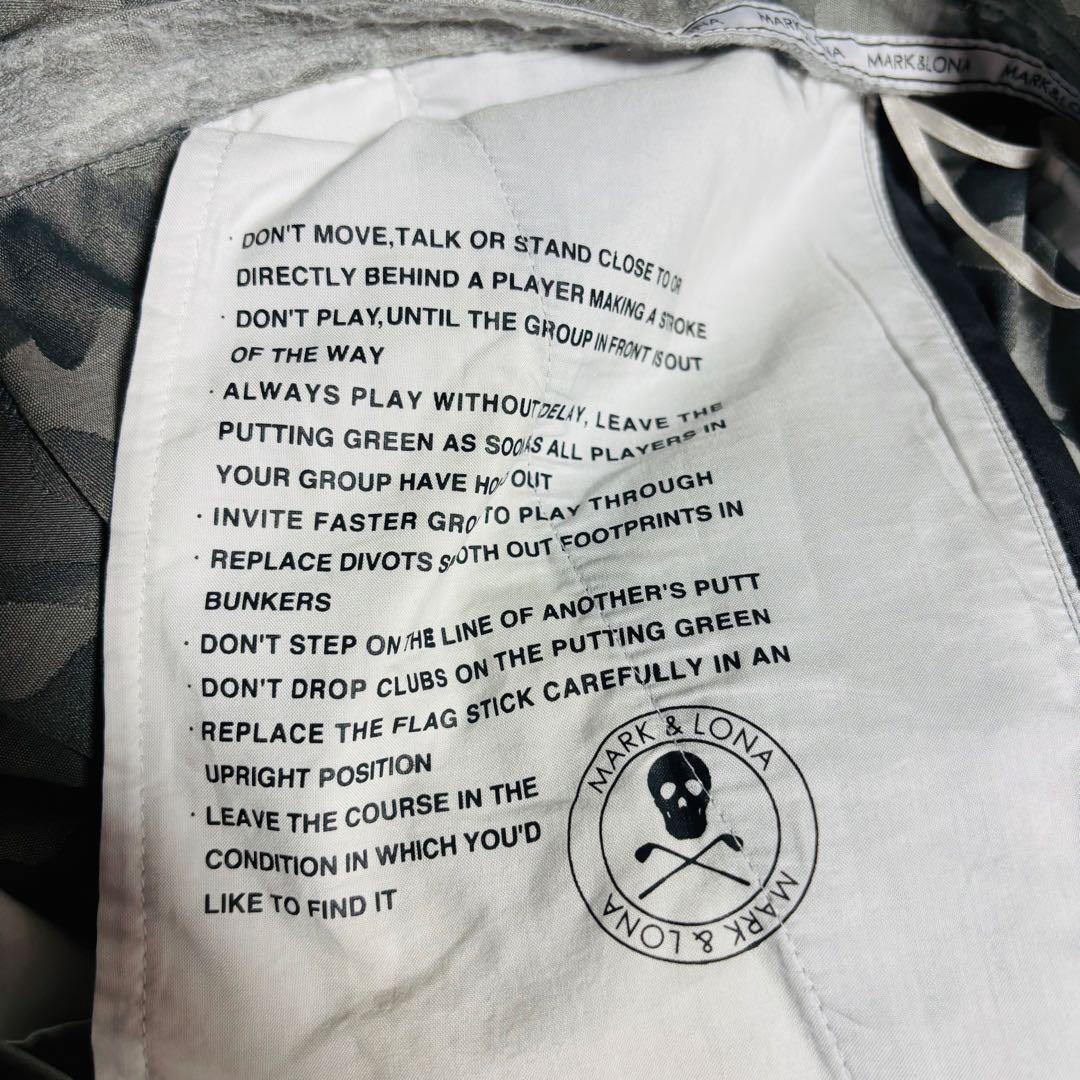 MARK & LONA MARK & LONA MARK & LONA
· DON'T MOVE,TALK OR STAND CLOSE TO OR
DIRECTLY BEHIND A PLAYER MAKING A STROKE
· DON'T PLAY,UNTIL THE GROUP IN FRONT IS OUT
OF THE WAY
· ALWAYS PLAY WITHOUT DELAY, LEAVE THE
PUTTING GREEN AS SOON AS ALL PLAYERS IN
YOUR GROUP HAVE OUT
· INVITE FASTER TO PLAY THROUGH
· REPLACE DIVOTS OUT FOOTPRINTS IN
BUNKERS
· DON'T STEP ON THE LINE OF ANOTHER'S PUTT
· DON'T DROP CLUBS ON THE PUTTING GREEN
· REPLACE THE FLAG STICK CAREFULLY IN AN
UPRIGHT POSITION
· LEAVE THE COURSE IN THE
CONDITION IN WHICH YOU'D
LIKE TO FIND IT
MARK & LONA
MARK & LONA